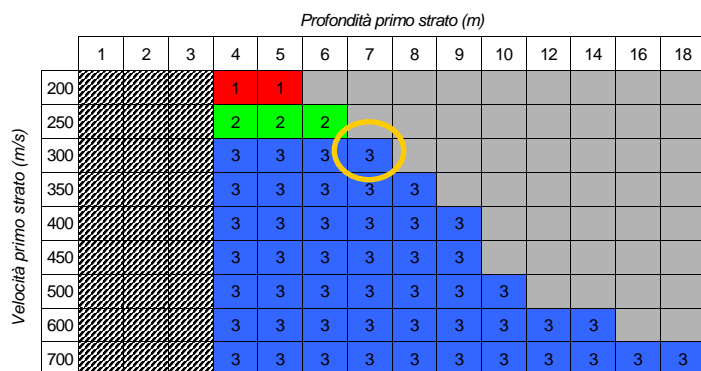 Profondità primo strato (m)
1 2 3 4 5 6 7 8 9 10 12 14 16 18
Velocità primo strato (m/s)
200 1 1
250 2 2 2
300 3 3 3 3
350 3 3 3 3 3
400 3 3 3 3 3 3
450 3 3 3 3 3 3
500 3 3 3 3 3 3 3
600 3 3 3 3 3 3 3 3 3
700 3 3 3 3 3 3 3 3 3 3 3